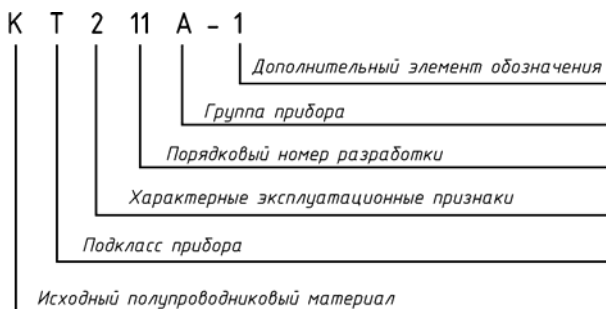 К Т 2 11 А - 1
Дополнительный элемент обозначения
Группа прибора
Порядковый номер разработки
Характерные эксплуатационные признаки
Подкласс прибора
Исходный полупроводниковый материал